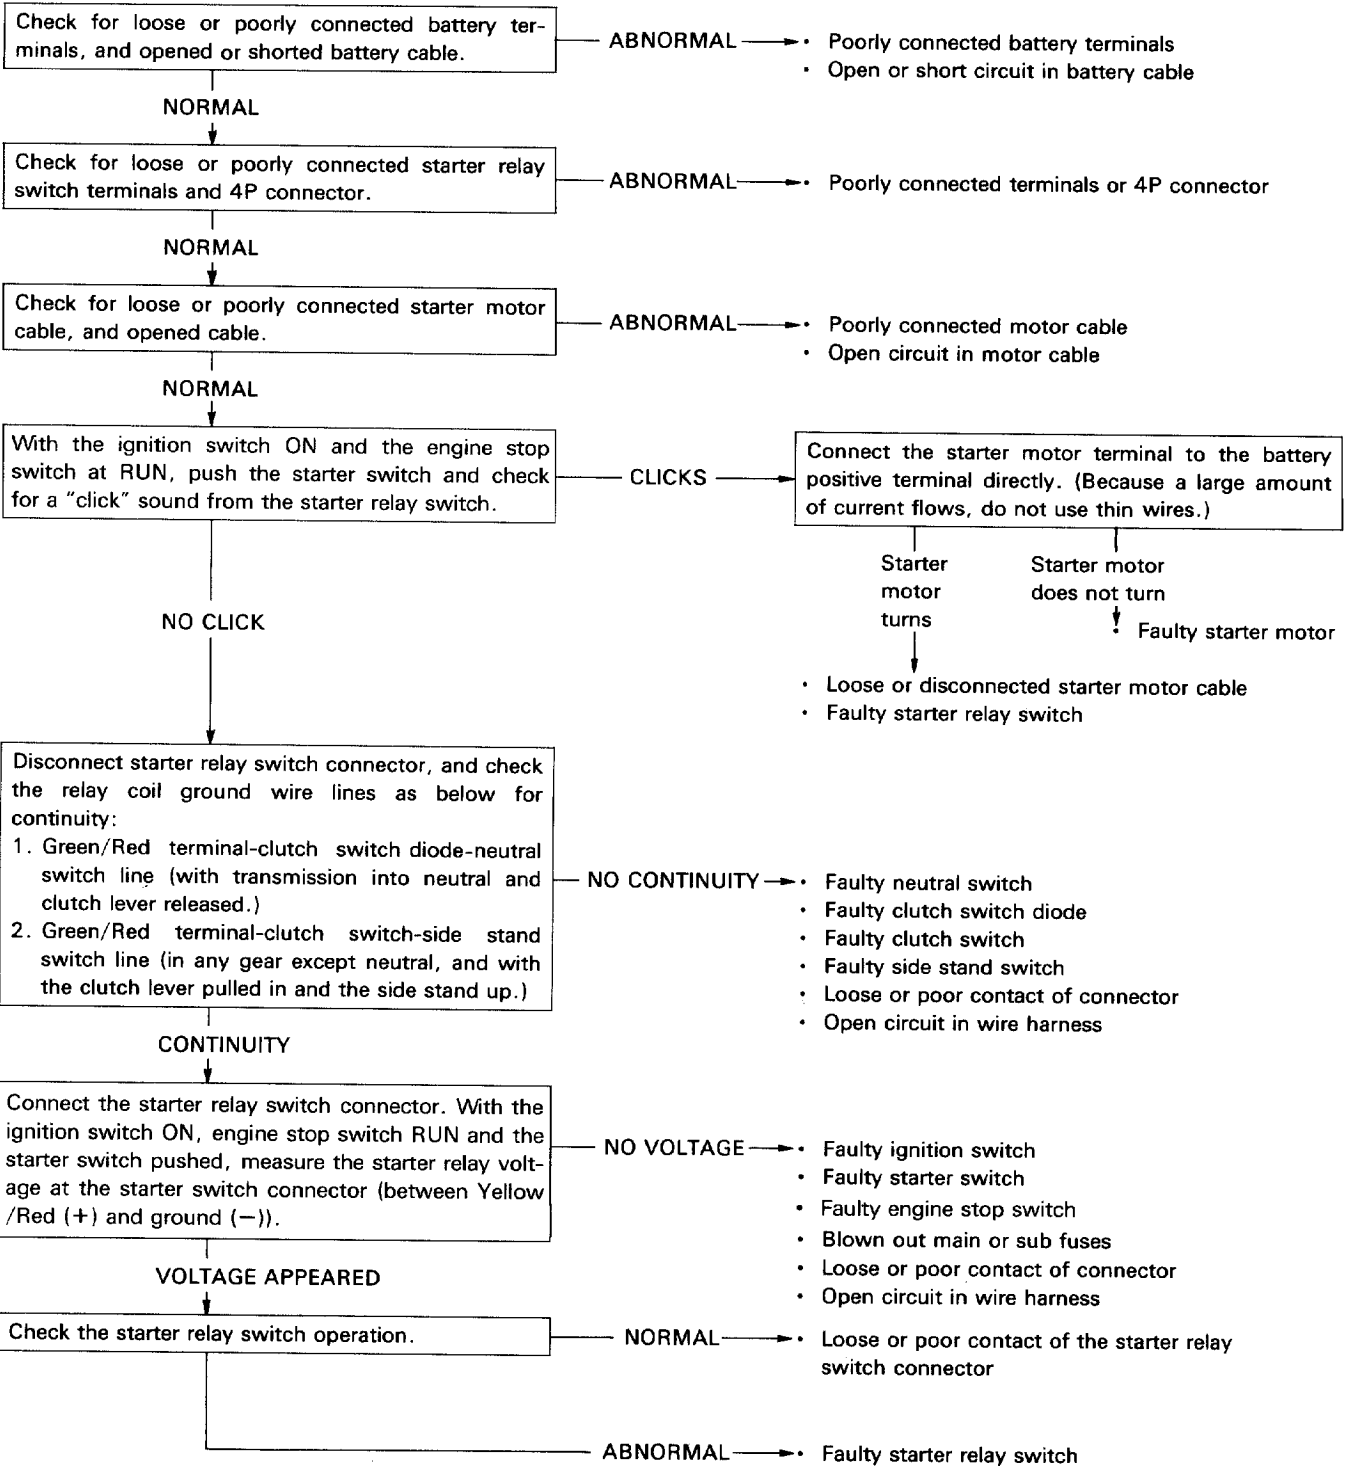 Check for loose or poorly connected battery ter-
minals, and opened or shorted battery cable.
ABNORMAL
• Poorly connected battery terminals
• Open or short circuit in battery cable
NORMAL
Check for loose or poorly connected starter relay
switch terminals and 4P connector.
ABNORMAL
• Poorly connected terminals or 4P connector
NORMAL
Check for loose or poorly connected starter motor
cable, and opened cable.
ABNORMAL
• Poorly connected motor cable
• Open circuit in motor cable
NORMAL
With the ignition switch ON and the engine stop
switch at RUN, push the starter switch and check
for a "click" sound from the starter relay switch.
CLICKS
Connect the starter motor terminal to the battery
positive terminal directly. (Because a large amount
of current flows, do not use thin wires.)
Starter
motor
turns
Starter motor
does not turn
• Faulty starter motor
• Loose or disconnected starter motor cable
• Faulty starter relay switch
NO CLICK
Disconnect starter relay switch connector, and check
the relay coil ground wire lines as below for
continuity:
1. Green/Red terminal-clutch switch diode-neutral
switch line (with transmission into neutral and
clutch lever released.)
2. Green/Red terminal-clutch switch-side stand
switch line (in any gear except neutral, and with
the clutch lever pulled in and the side stand up.)
NO CONTINUITY
• Faulty neutral switch
• Faulty clutch switch diode
• Faulty clutch switch
• Faulty side stand switch
• Loose or poor contact of connector
• Open circuit in wire harness
CONTINUITY
Connect the starter relay switch connector. With the
ignition switch ON, engine stop switch RUN and the
starter switch pushed, measure the starter relay volt-
age at the starter switch connector (between Yellow
/Red (+) and ground (−)).
NO VOLTAGE
• Faulty ignition switch
• Faulty starter switch
• Faulty engine stop switch
• Blown out main or sub fuses
• Loose or poor contact of connector
• Open circuit in wire harness
VOLTAGE APPEARED
Check the starter relay switch operation.
NORMAL
• Loose or poor contact of the starter relay
switch connector
ABNORMAL
• Faulty starter relay switch